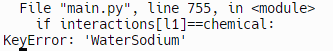 File "main.py", line 755, in <module>
if interactions[l1]==chemical:
KeyError: 'WaterSodium'